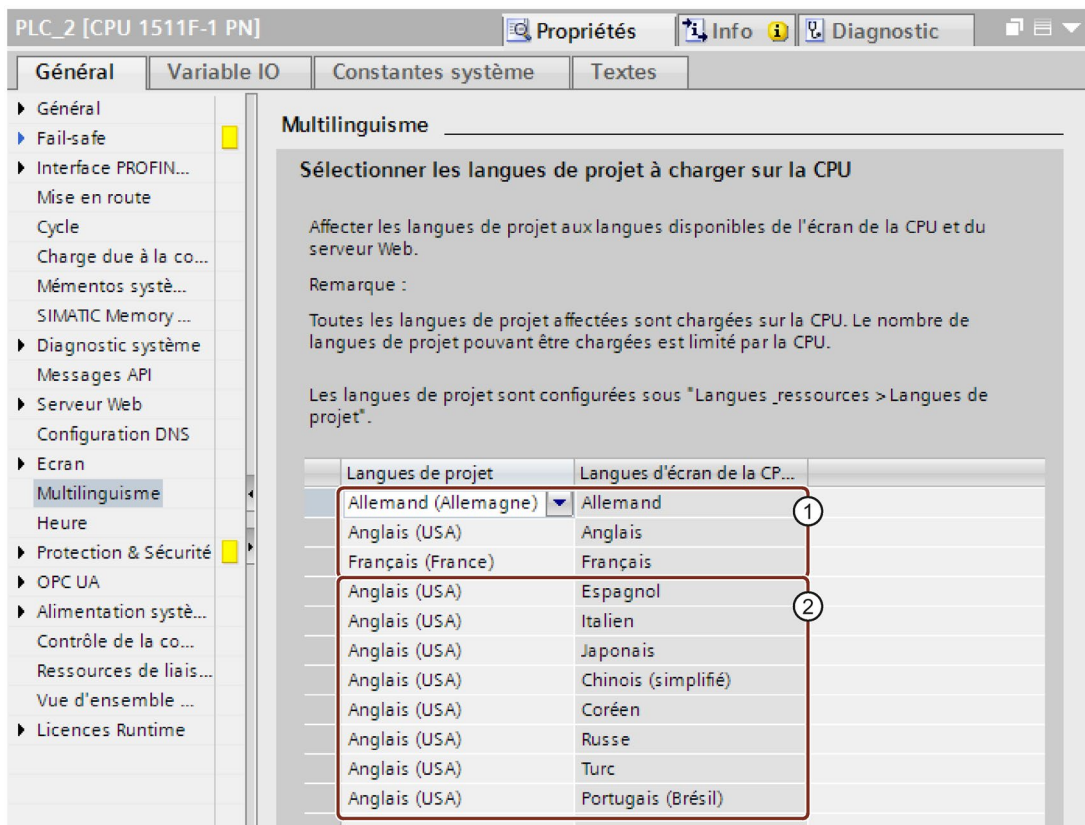 PLC_2 [CPU 1511F-1 PN]
Propriétés
Info
Diagnostic
Général
Variable IO
Constantes système
Textes
Général
Fail-safe
Interface PROFIN...
Mise en route
Cycle
Charge due à la co...
Mémentos systè...
SIMATIC Memory ...
Diagnostic système
Messages API
Serveur Web
Configuration DNS
Ecran
Multilinguisme
Heure
Protection & Sécurité
OPC UA
Alimentation systè...
Contrôle de la co...
Ressources de liais...
Vue d'ensemble ...
Licences Runtime
Multilinguisme
Sélectionner les langues de projet à charger sur la CPU
Affecter les langues de projet aux langues disponibles de l'écran de la CPU et du
serveur Web.
Remarque :
Toutes les langues de projet affectées sont chargées sur la CPU. Le nombre de
langues de projet pouvant être chargées est limité par la CPU.
Les langues de projet sont configurées sous "Langues _ressources > Langues de
projet".
Langues de projet Langues d'écran de la CP...
Allemand (Allemagne) Allemand
1
Anglais (USA) Anglais
Français (France) Français
Anglais (USA) Espagnol
2
Anglais (USA) Italien
Anglais (USA) Japonais
Anglais (USA) Chinois (simplifié)
Anglais (USA) Coréen
Anglais (USA) Russe
Anglais (USA) Turc
Anglais (USA) Portugais (Brésil)